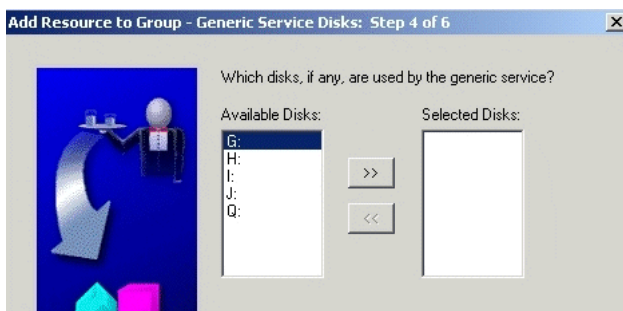 Add Resource to Group - Generic Service Disks: Step 4 of 6
Which disks, if any, are used by the generic service?
Available Disks:
Selected Disks:
G:
H:
I:
J:
Q:
>>
<<